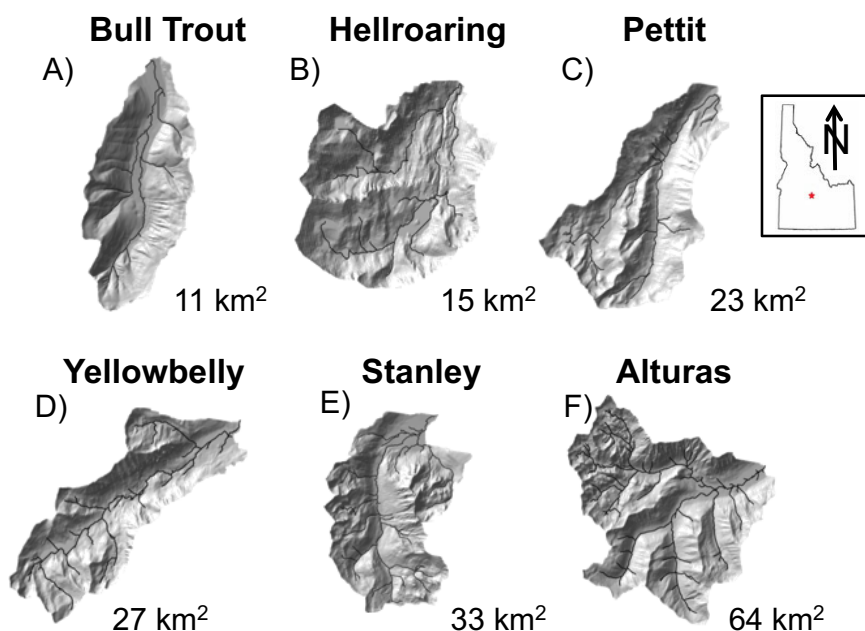 Bull Trout
Hellroaring
Pettit
A)
B)
C)
N
11 km²
15 km²
23 km²
Yellowbelly
Stanley
Alturas
D)
E)
F)
27 km²
33 km²
64 km²